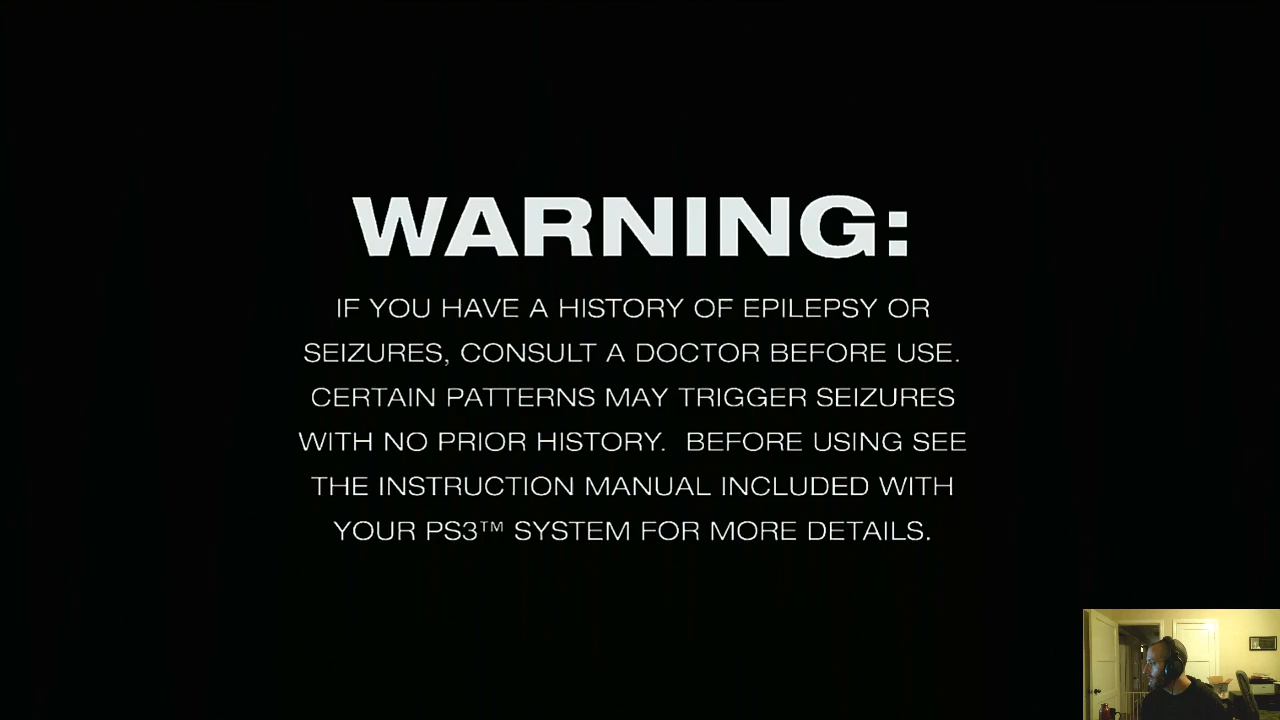 WARNING:
IF YOU HAVE A HISTORY OF EPILEPSY OR
SEIZURES, CONSULT A DOCTOR BEFORE USE.
CERTAIN PATTERNS MAY TRIGGER SEIZURES
WITH NO PRIOR HISTORY.  BEFORE USING SEE
THE INSTRUCTION MANUAL INCLUDED WITH
YOUR PS3™ SYSTEM FOR MORE DETAILS.